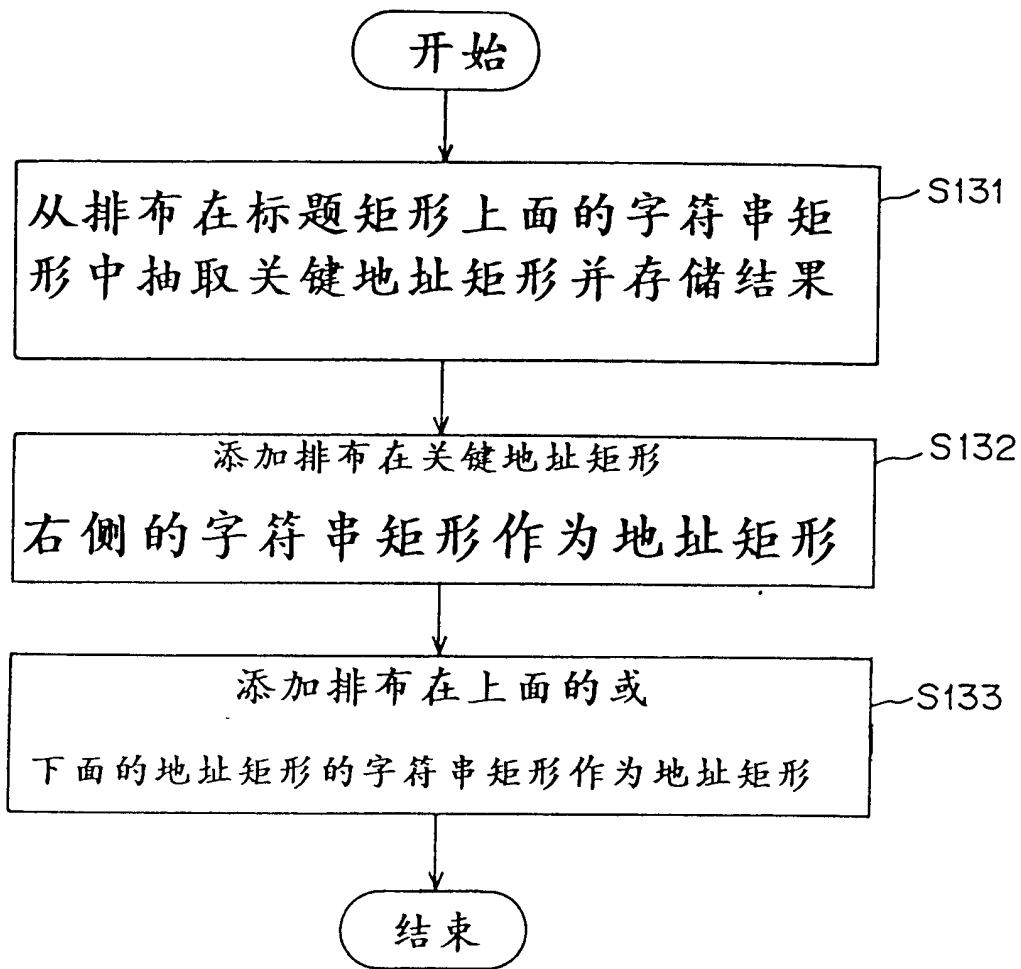 开始
从排布在标题矩形上面的字符串矩
形中抽取关键地址矩形并存储结果
S131
添加排布在关键地址矩形
右侧的字符串矩形作为地址矩形
S132
添加排布在上面的或
下面的地址矩形的字符串矩形作为地址矩形
S133
结束